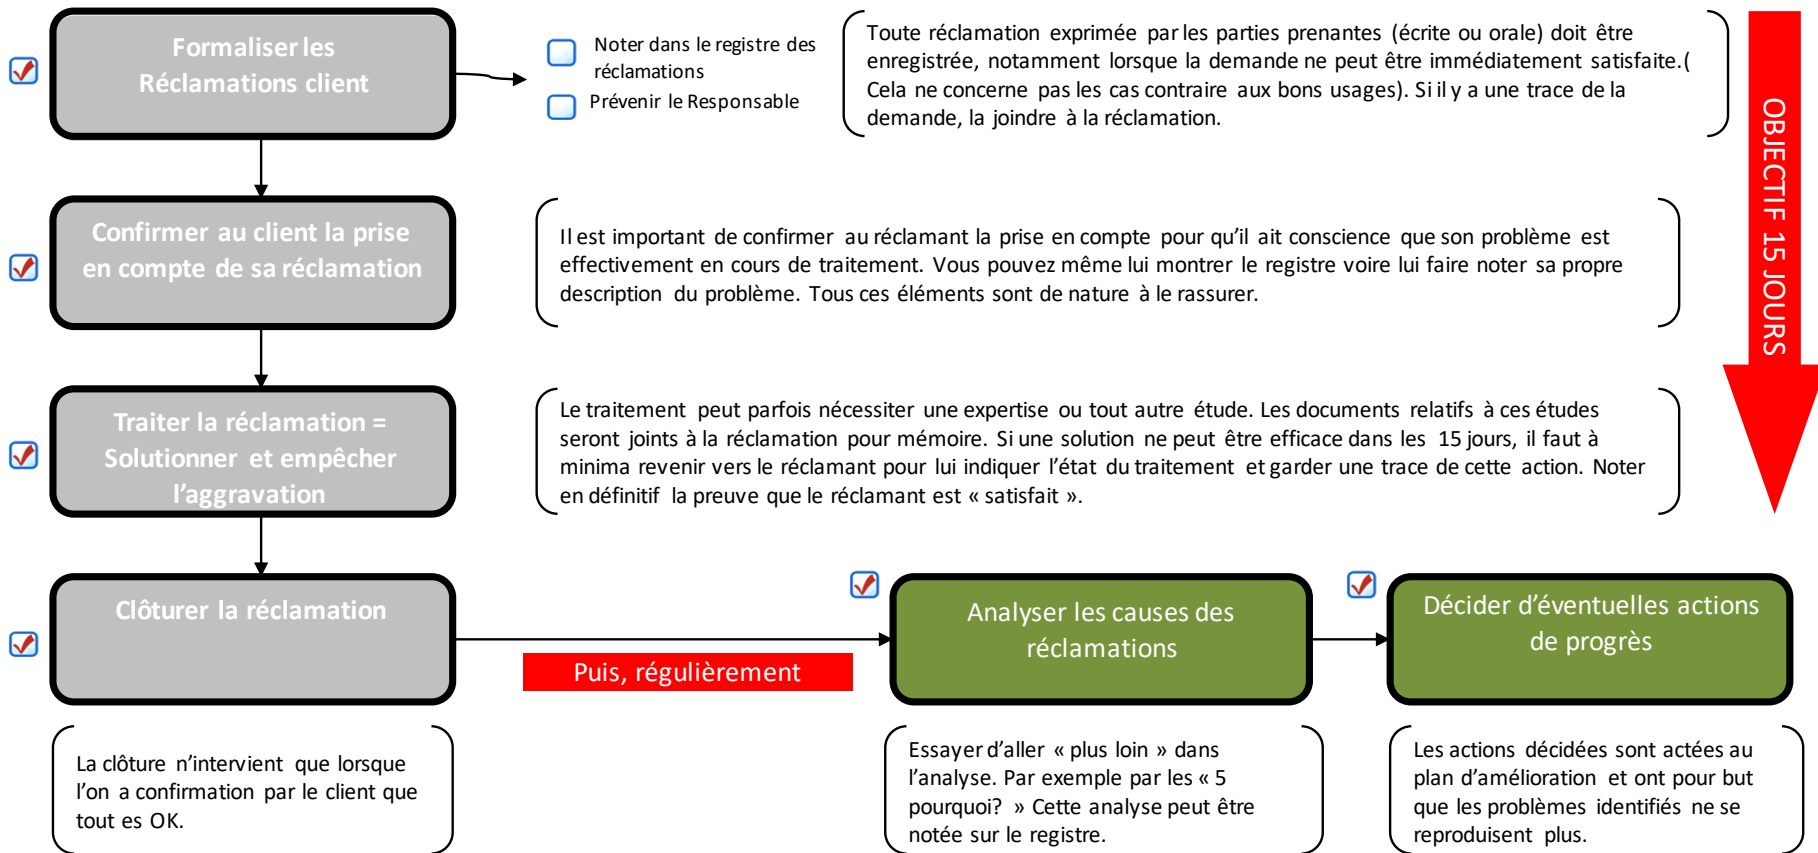 Formaliser les
Réclamations client
Noter dans le registre des
réclamations
Prévenir le Responsable
Toute réclamation exprimée par les parties prenantes (écrite ou orale) doit être
enregistrée, notamment lorsque la demande ne peut être immédiatement satisfaite.(
Cela ne concerne pas les cas contraire aux bons usages). Si il y a une trace de la
demande, la joindre à la réclamation.
OBJECTIF 15 JOURS
Confirmer au client la prise
en compte de sa réclamation
Il est important de confirmer au réclamant la prise en compte pour qu'il ait conscience que son problème est
effectivement en cours de traitement. Vous pouvez même lui montrer le registre voire lui faire noter sa propre
description du problème. Tous ces éléments sont de nature à le rassurer.
Traiter la réclamation =
Solutionner et empêcher
l'aggravation
Le traitement peut parfois nécessiter une expertise ou tout autre étude. Les documents relatifs à ces études
seront joints à la réclamation pour mémoire. Si une solution ne peut être efficace dans les 15 jours, il faut à
minima revenir vers le réclamant pour lui indiquer l'état du traitement et garder une trace de cette action. Noter
en définitif la preuve que le réclamant est « satisfait ».
Clôturer la réclamation
Puis, régulièrement
Analyser les causes des
réclamations
Décider d'éventuelles actions
de progrès
La clôture n'intervient que lorsque
l'on a confirmation par le client que
tout es OK.
Essayer d'aller « plus loin » dans
l'analyse. Par exemple par les « 5
pourquoi? » Cette analyse peut être
notée sur le registre.
Les actions décidées sont actées au
plan d'amélioration et ont pour but
que les problèmes identifiés ne se
reproduisent plus.